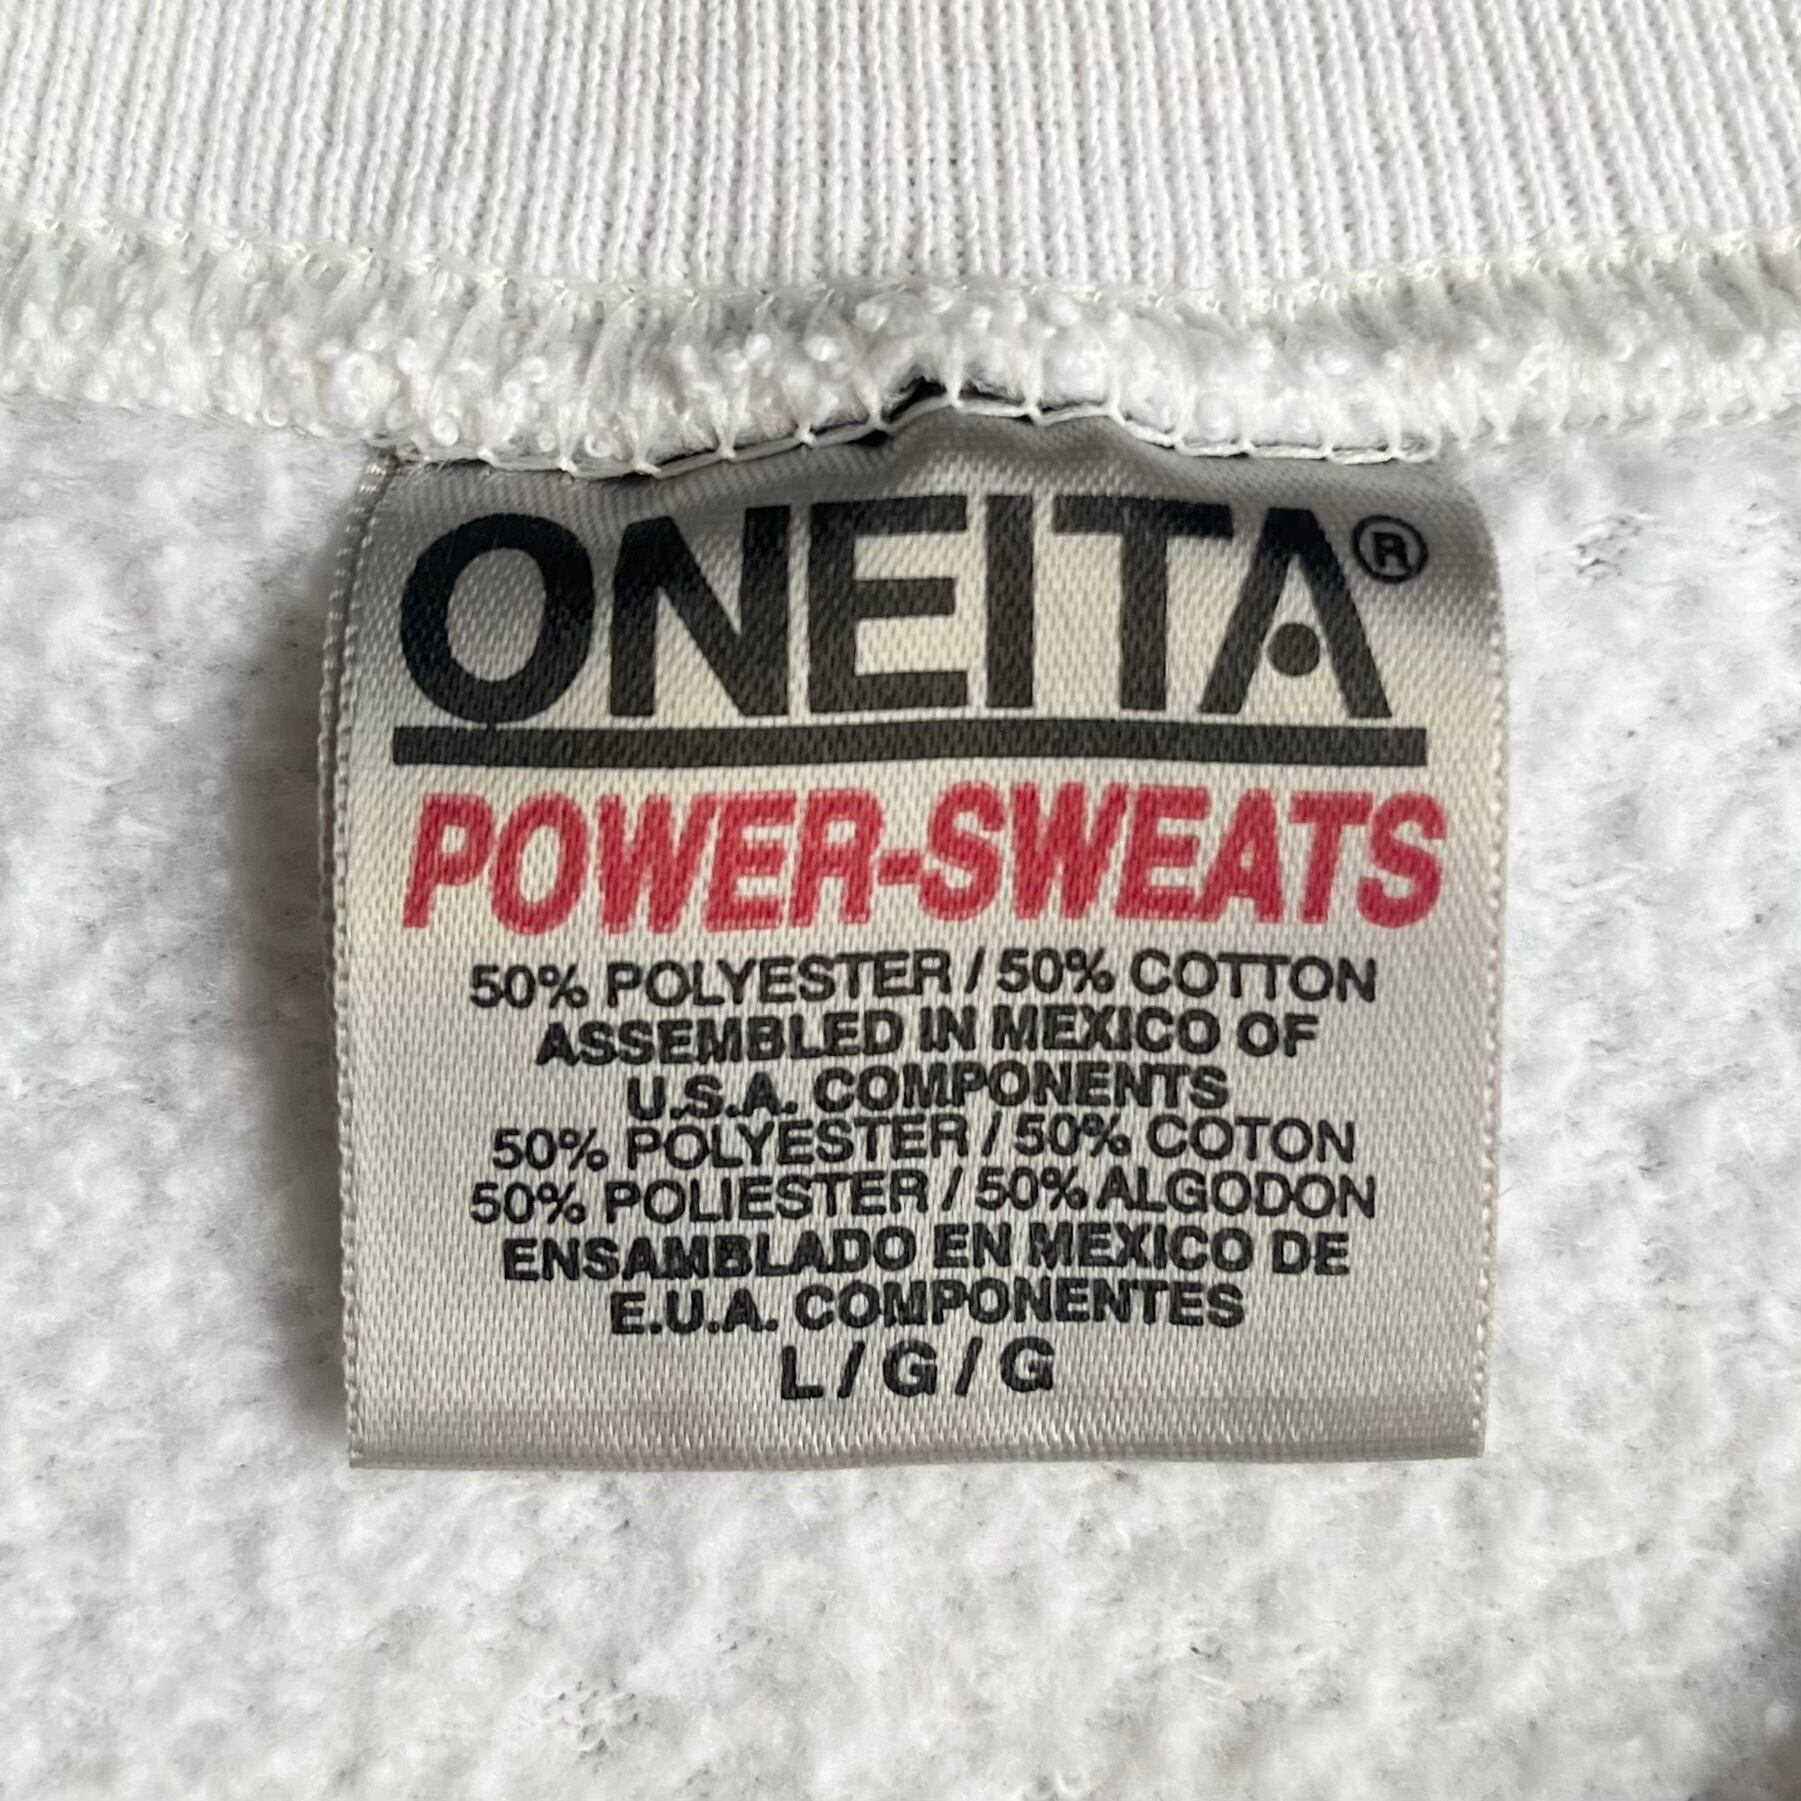 ONEITA®
POWER-SWEATS
50% POLYESTER / 50% COTTON
ASSEMBLED IN MEXICO OF
U.S.A. COMPONENTS
50% POLYESTER / 50% COTON
50% POLIESTER / 50% ALGODON
ENSAMBLADO EN MEXICO DE
E.U.A. COMPONENTES
L / G / G